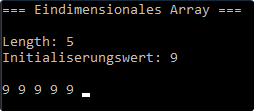 === Eindimensionales Array ===
Length: 5
Initialiserungswert: 9
9 9 9 9 9